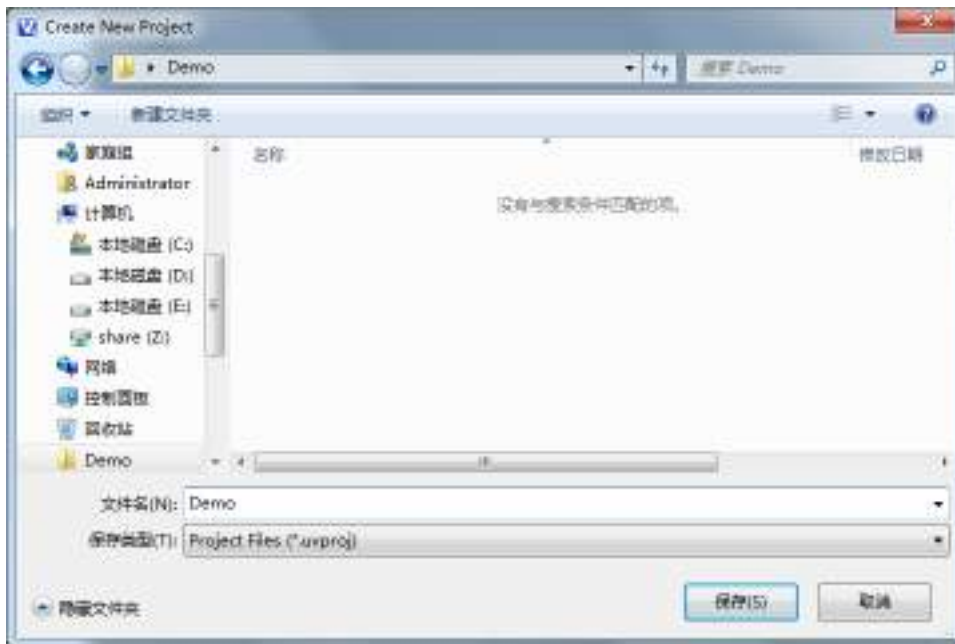 Create New Project
Demo
搜索 Demo
组织
新建文件夹
名称
修改日期
家庭组
Administrator
计算机
本地磁盘 (C:)
本地磁盘 (D:)
本地磁盘 (E:)
share (Z:)
网络
控制面板
回收站
Demo
没有与搜索条件匹配的项。
文件名(N): Demo
保存类型(T): Project Files (*.uvproj)
隐藏文件夹
保存(S)
取消